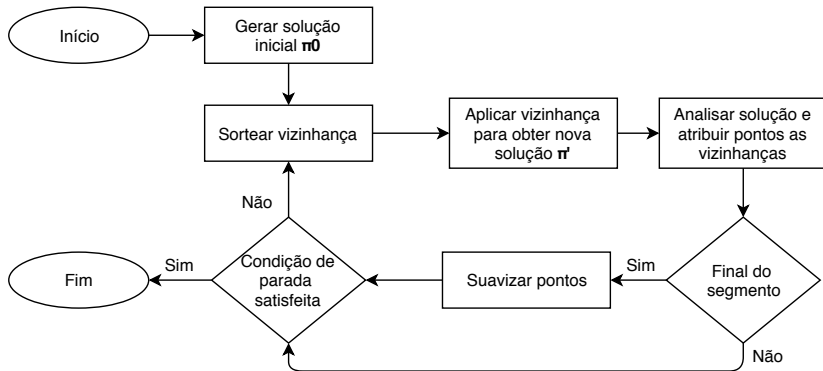 Início
Gerar solução
inicial π0
Sortear vizinhança
Aplicar vizinhança
para obter nova
solução π'
Analisar solução e
atribuir pontos as
vizinhanças
Não
Fim
Sim
Condição de
parada
satisfeita
Suavizar pontos
Sim
Final do
segmento
Não